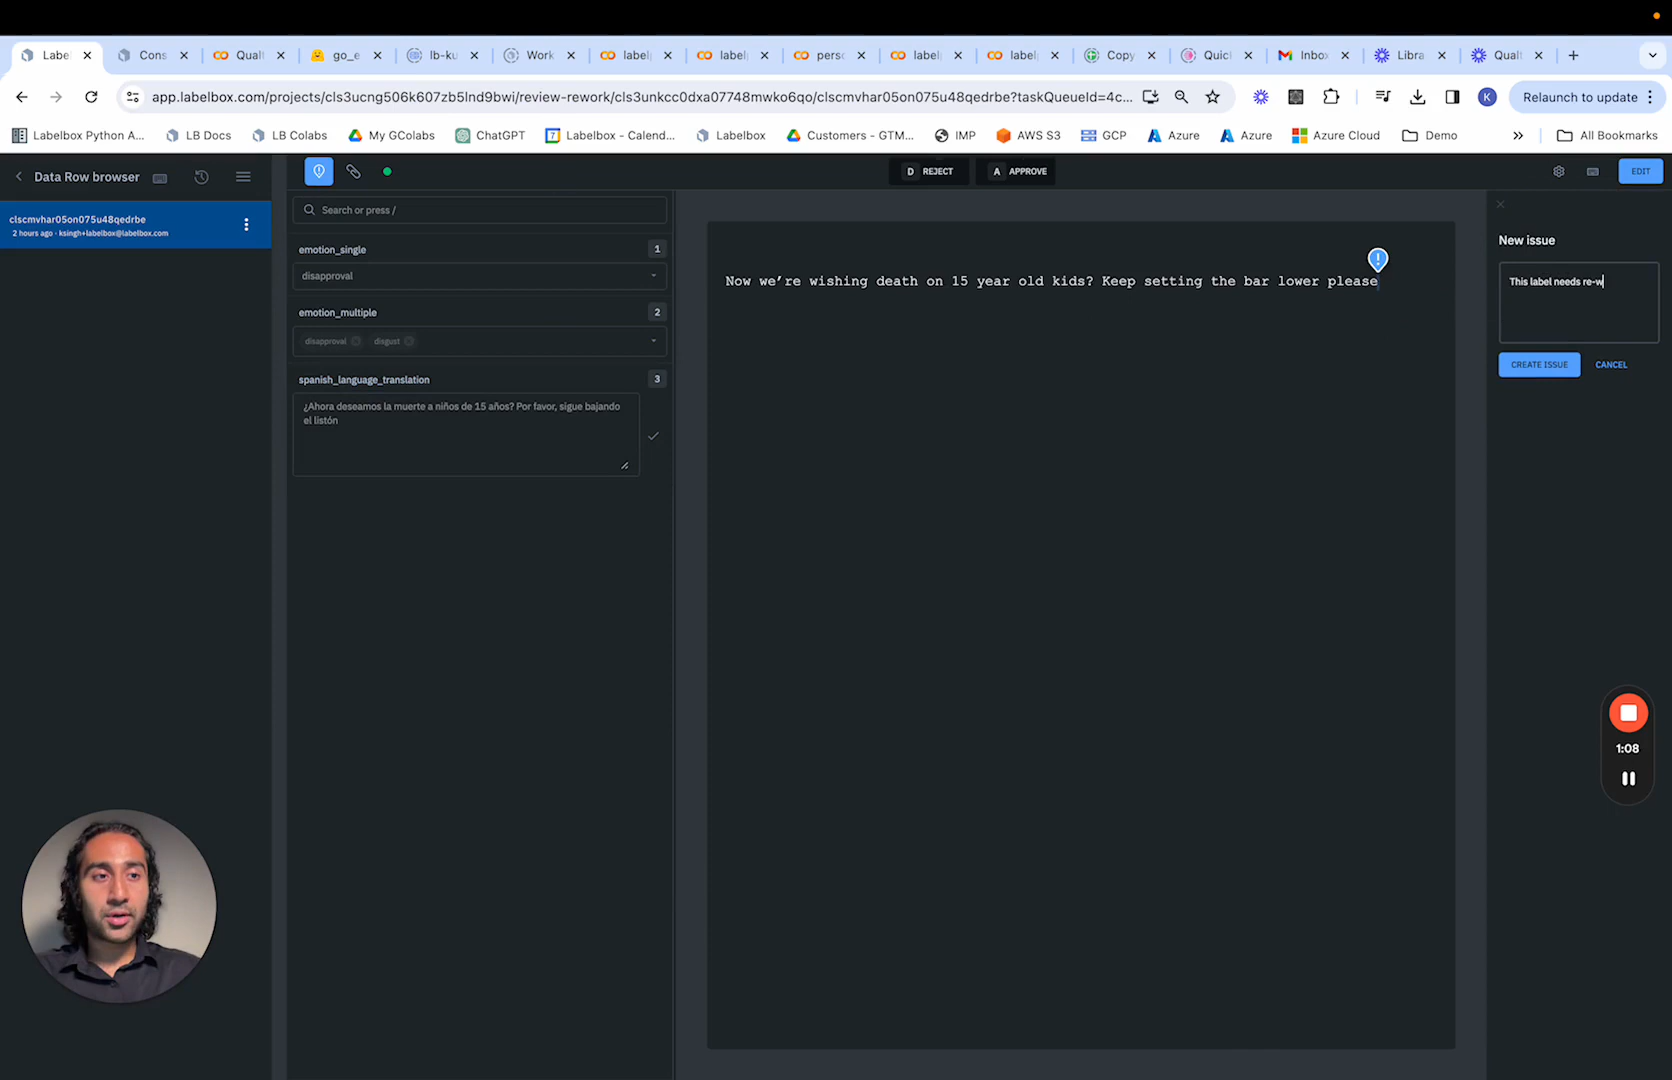 Label
Cons
Qualt
go_e
lb-ku
Work
label
label
perso
label
label
Copy
Quick
Inbox
Libra
Qualt
app.labelbox.com/projects/cls3ucng506k607zb5lnd9bwi/review-rework/cls3unkcc0dxa07748mwko6qo/clscmvhar05on075u48qedrbe?taskQueueId=4c...
K
Relaunch to update
Labelbox Python A...
LB Docs
LB Colabs
My GColabs
ChatGPT
7
Labelbox - Calend...
Labelbox
Customers - GTM...
IMP
AWS S3
GCP
Azure
Azure
Azure Cloud
Demo
All Bookmarks
Data Row browser
D REJECT
A APPROVE
EDIT
clscmvhar05on075u48qedrbe
2 hours ago - ksingh+labelbox@labelbox.com
Search or press /
emotion_single 1
disapproval
emotion_multiple 2
disapproval
disgust
spanish_language_translation 3
¿Ahora deseamos la muerte a niños de 15 años? Por favor, sigue bajando
el listón
Now we’re wishing death on 15 year old kids? Keep setting the bar lower please
New issue
This label needs re-w
CREATE ISSUE
CANCEL
1:08